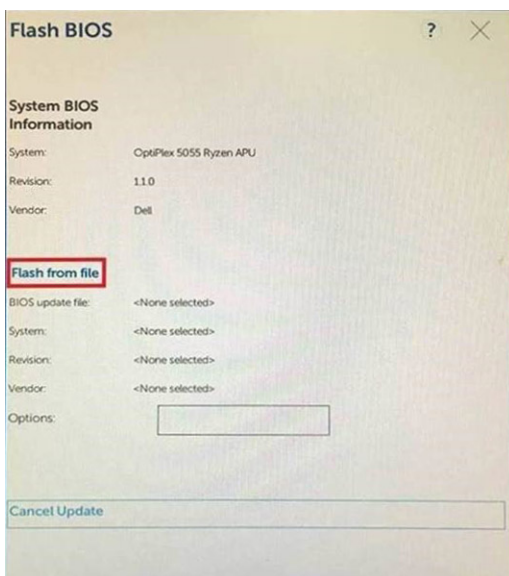 Flash BIOS ?
System BIOS
Information
System: OptiPlex 5055 Ryzen APU
Revision: 1.1.0
Vendor: Dell
Flash from file
BIOS update file: <None selected>
System: <None selected>
Revision: <None selected>
Vendor: <None selected>
Options:
Cancel Update